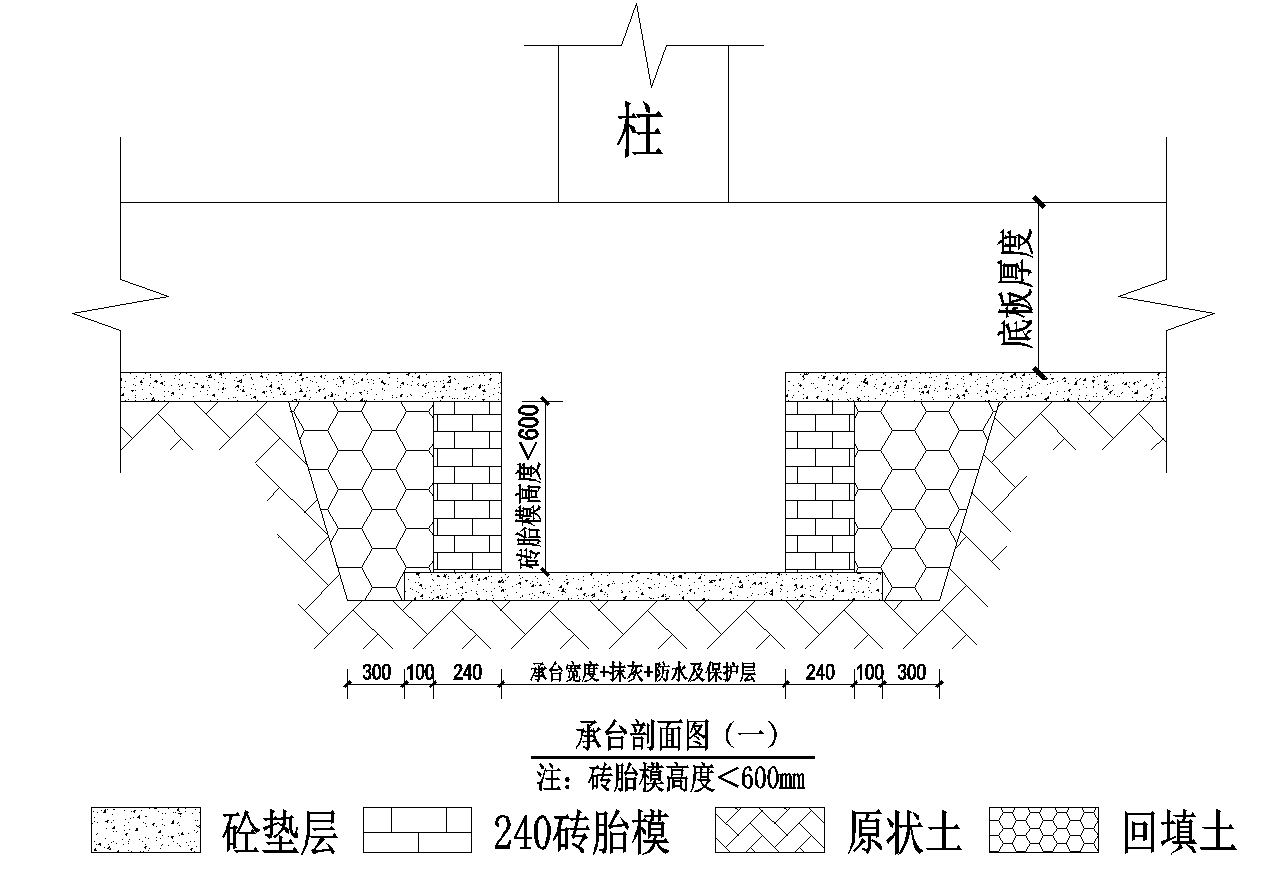 柱
底板厚度
砖胎模高度<600
300 100 240 承台宽度+抹灰+防水及保护层 240 100 300
承台剖面图（一）
注：砖胎模高度<600mm
砼垫层 240砖胎模 原状土 回填土